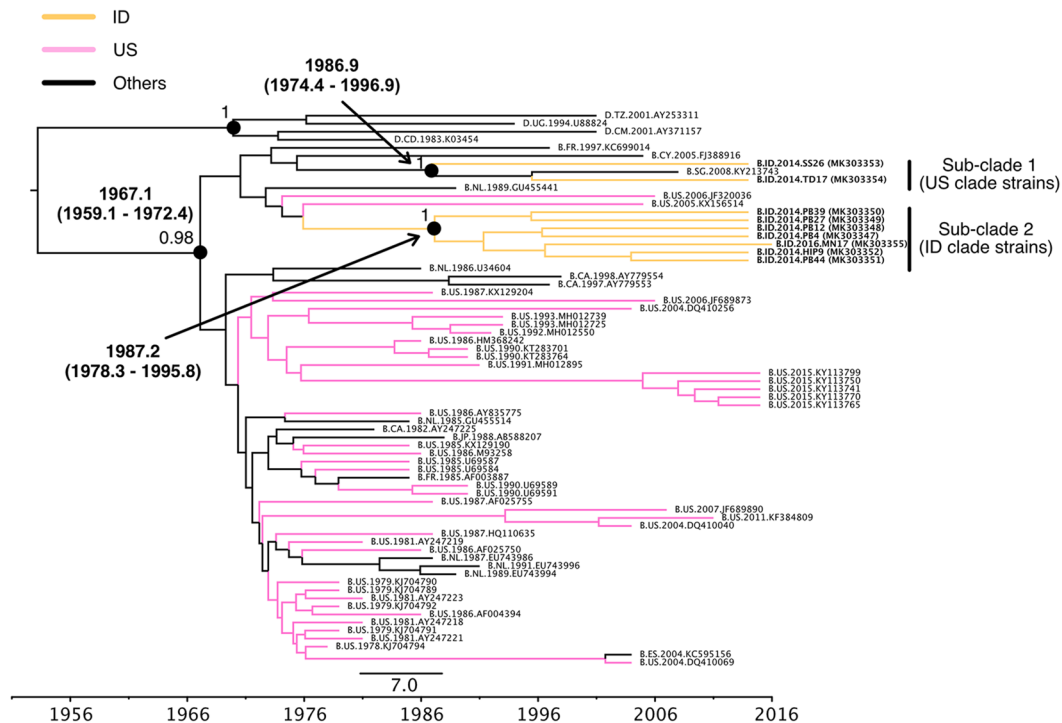 ID
US
Others
1986.9
(1974.4 - 1996.9)
1
D.TZ.2001.AY253311
D.UG.1994.U88824
D.CM.2001.AY371157
D.CD.1983.K03454
B.FR.1997.KC699014
B.CY.2005.FJ388916
1
B.ID.2014.SS26 (MK303353)
B.SG.2008.KY213743
B.ID.2014.TD17 (MK303354)
Sub-clade 1
(US clade strains)
B.NL.1989.GU455441
1967.1
(1959.1 - 1972.4)
0.98
B.US.2006.JF320036
B.US.2005.KX156514
1
B.ID.2014.PB39 (MK303350)
B.ID.2014.PB27 (MK303349)
B.ID.2014.PB12 (MK303348)
B.ID.2014.PB4 (MK303347)
B.ID.2016.MN17 (MK303355)
B.ID.2014.HIP9 (MK303352)
B.ID.2014.PB44 (MK303351)
Sub-clade 2
(ID clade strains)
B.NL.1986.U34604
B.CA.1998.AY779554
B.CA.1997.AY779553
B.US.1987.KX129204
B.US.2006.JF689873
B.US.2004.DQ410256
B.US.1993.MH012739
B.US.1993.MH012725
B.US.1992.MH012550
1987.2
(1978.3 - 1995.8)
B.US.1986.HM368242
B.US.1990.KT283701
B.US.1990.KT283764
B.US.1991.MH012895
B.US.2015.KY113799
B.US.2015.KY113750
B.US.2015.KY113741
B.US.2015.KY113770
B.US.2015.KY113765
B.US.1986.AY835775
B.NL.1985.GU455514
B.CA.1982.AY247225
B.JP.1988.AB588207
B.US.1985.KX129190
B.US.1986.M93258
B.US.1985.U69587
B.US.1985.U69584
B.FR.1985.AF003887
B.US.1990.U69589
B.US.1990.U69591
B.US.1987.AF025755
B.US.2007.JF689890
B.US.2011.KF384809
B.US.2004.DQ410040
B.US.1987.HQ110635
B.US.1981.AY247219
B.US.1986.AF025750
B.NL.1987.EU743986
B.NL.1991.EU743996
B.NL.1989.EU743994
B.US.1979.KJ704790
B.US.1979.KJ704789
B.US.1981.AY247223
B.US.1979.KJ704792
B.US.1986.AF004394
B.US.1981.AY247218
B.US.1979.KJ704791
B.US.1981.AY247221
B.US.1978.KJ704794
B.ES.2004.KC595156
B.US.2004.DQ410069
7.0
1956 1966 1976 1986 1996 2006 2016